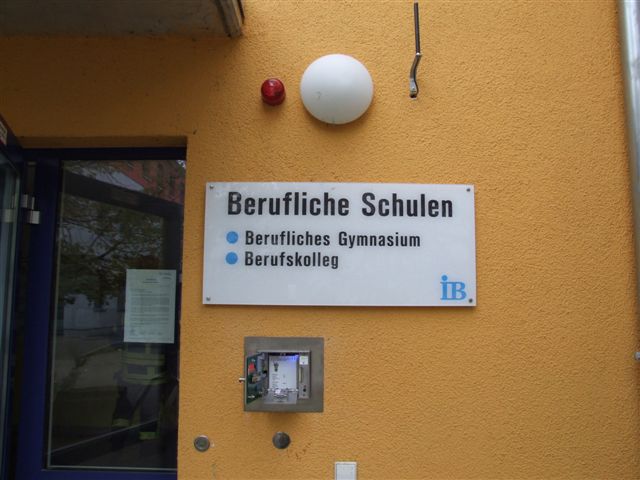 Berufliche Schulen
Berufliches Gymnasium
Berufskolleg
iB